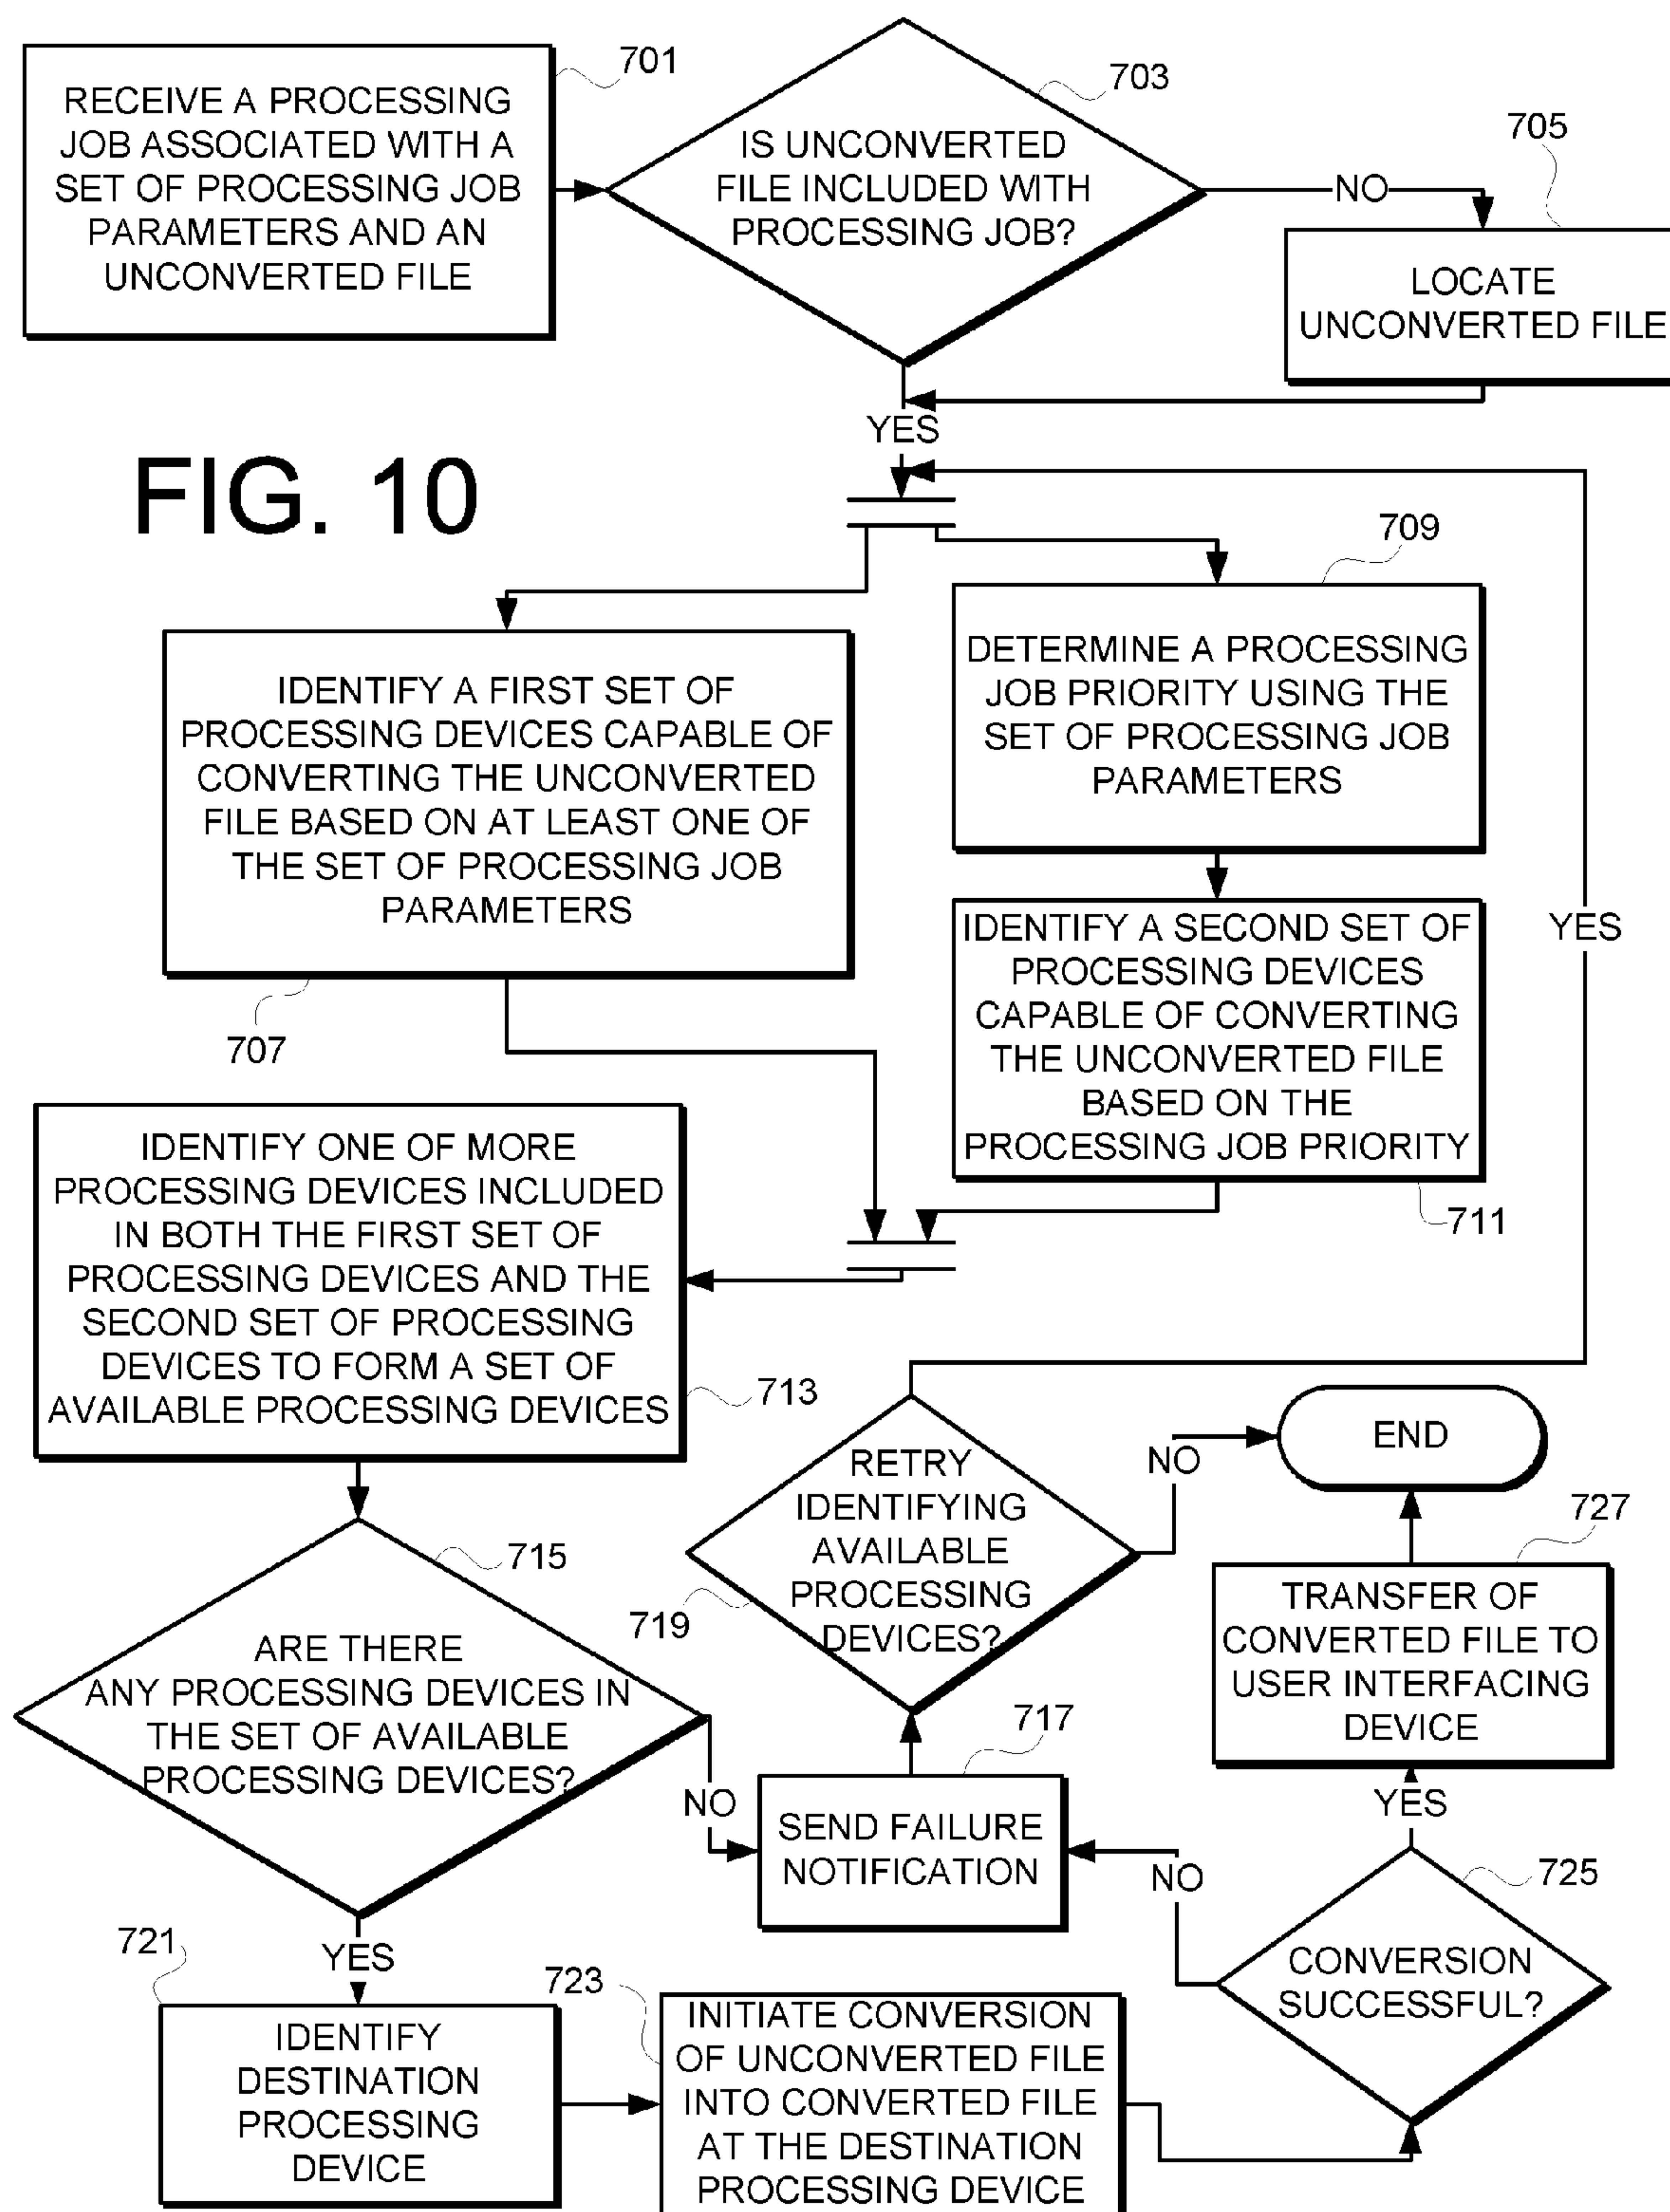 701
RECEIVE A PROCESSING
JOB ASSOCIATED WITH A
SET OF PROCESSING JOB
PARAMETERS AND AN
UNCONVERTED FILE
703
IS UNCONVERTED
FILE INCLUDED WITH
PROCESSING JOB?
NO
705
LOCATE
UNCONVERTED FILE
YES
FIG. 10
709
DETERMINE A PROCESSING
JOB PRIORITY USING THE
SET OF PROCESSING JOB
PARAMETERS
IDENTIFY A FIRST SET OF
PROCESSING DEVICES CAPABLE OF
CONVERTING THE UNCONVERTED
FILE BASED ON AT LEAST ONE OF
THE SET OF PROCESSING JOB
PARAMETERS
707
IDENTIFY A SECOND SET OF
PROCESSING DEVICES
CAPABLE OF CONVERTING
THE UNCONVERTED FILE
BASED ON THE
PROCESSING JOB PRIORITY
711
YES
IDENTIFY ONE OF MORE
PROCESSING DEVICES INCLUDED
IN BOTH THE FIRST SET OF
PROCESSING DEVICES AND THE
SECOND SET OF PROCESSING
DEVICES TO FORM A SET OF
AVAILABLE PROCESSING DEVICES
713
715
ARE THERE
ANY PROCESSING DEVICES IN
THE SET OF AVAILABLE
PROCESSING DEVICES?
NO
YES
717
SEND FAILURE
NOTIFICATION
719
RETRY
IDENTIFYING
AVAILABLE
PROCESSING
DEVICES?
NO
END
721
IDENTIFY
DESTINATION
PROCESSING
DEVICE
723
INITIATE CONVERSION
OF UNCONVERTED FILE
INTO CONVERTED FILE
AT THE DESTINATION
PROCESSING DEVICE
725
CONVERSION
SUCCESSFUL?
NO
YES
727
TRANSFER OF
CONVERTED FILE TO
USER INTERFACING
DEVICE